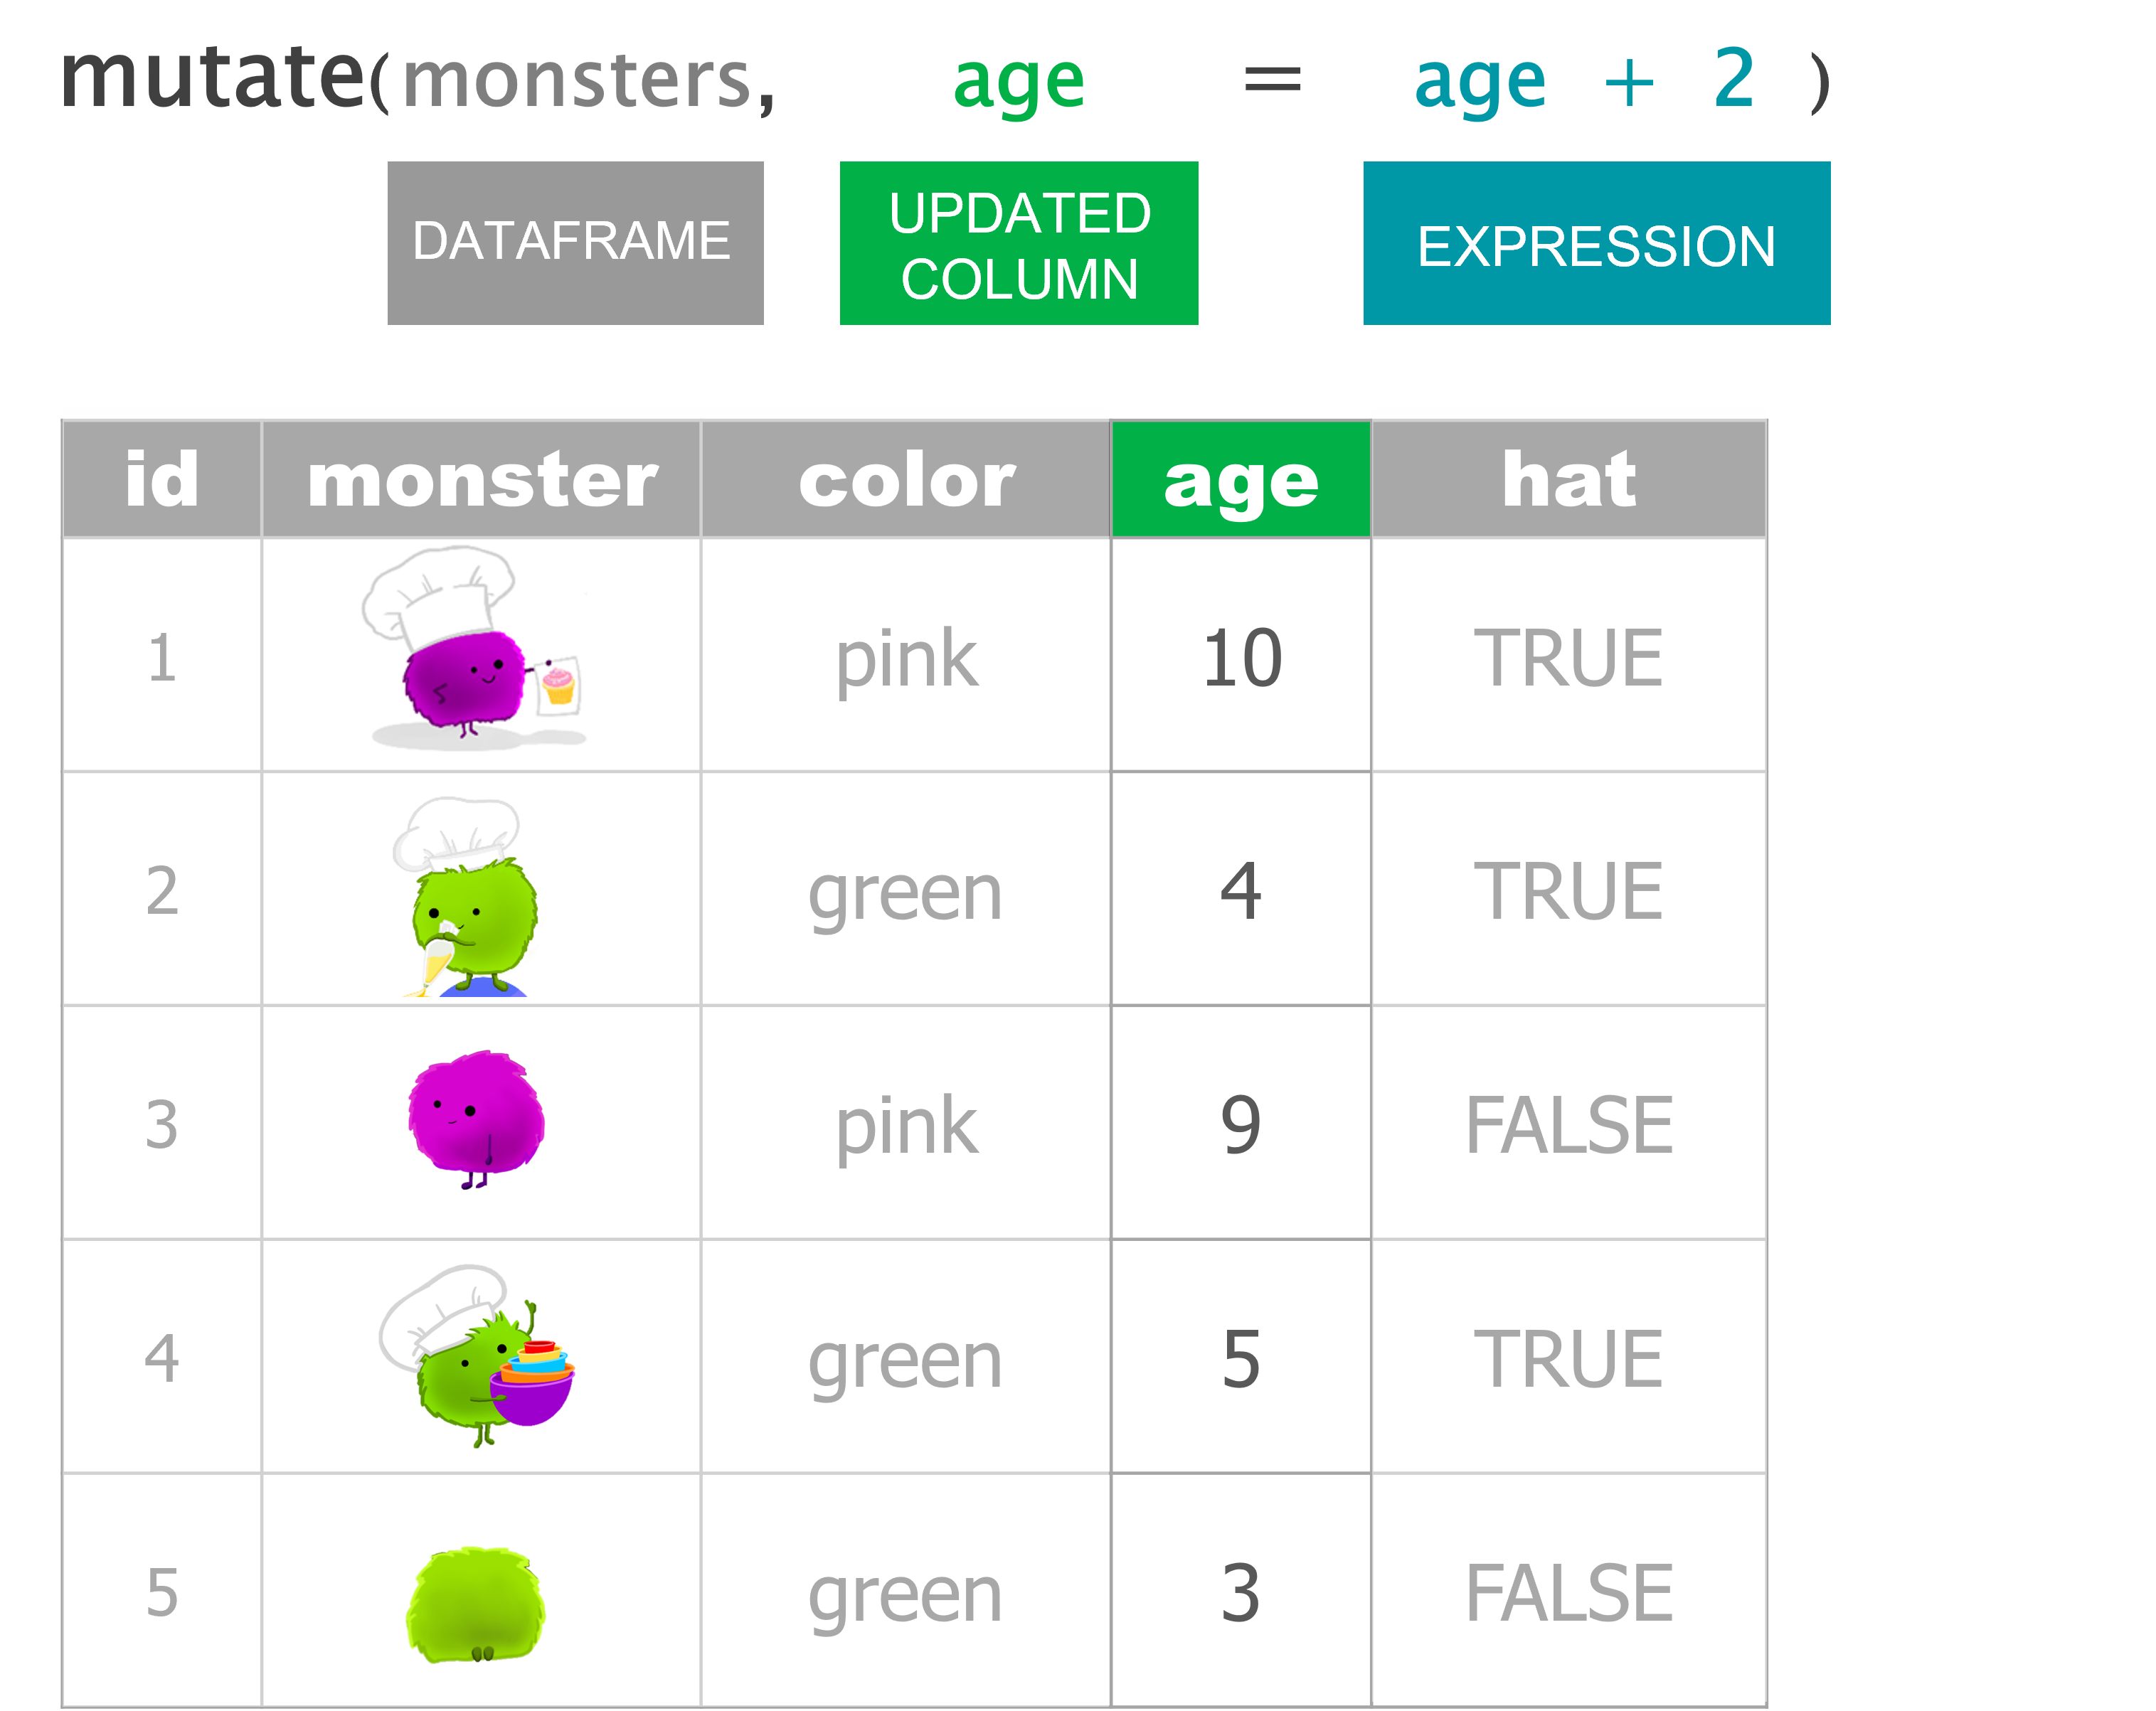 mutate(monsters, age = age + 2 )
DATAFRAME
UPDATED
COLUMN
EXPRESSION
id monster color age hat
1 pink 10 TRUE
2 green 4 TRUE
3 pink 9 FALSE
4 green 5 TRUE
5 green 3 FALSE